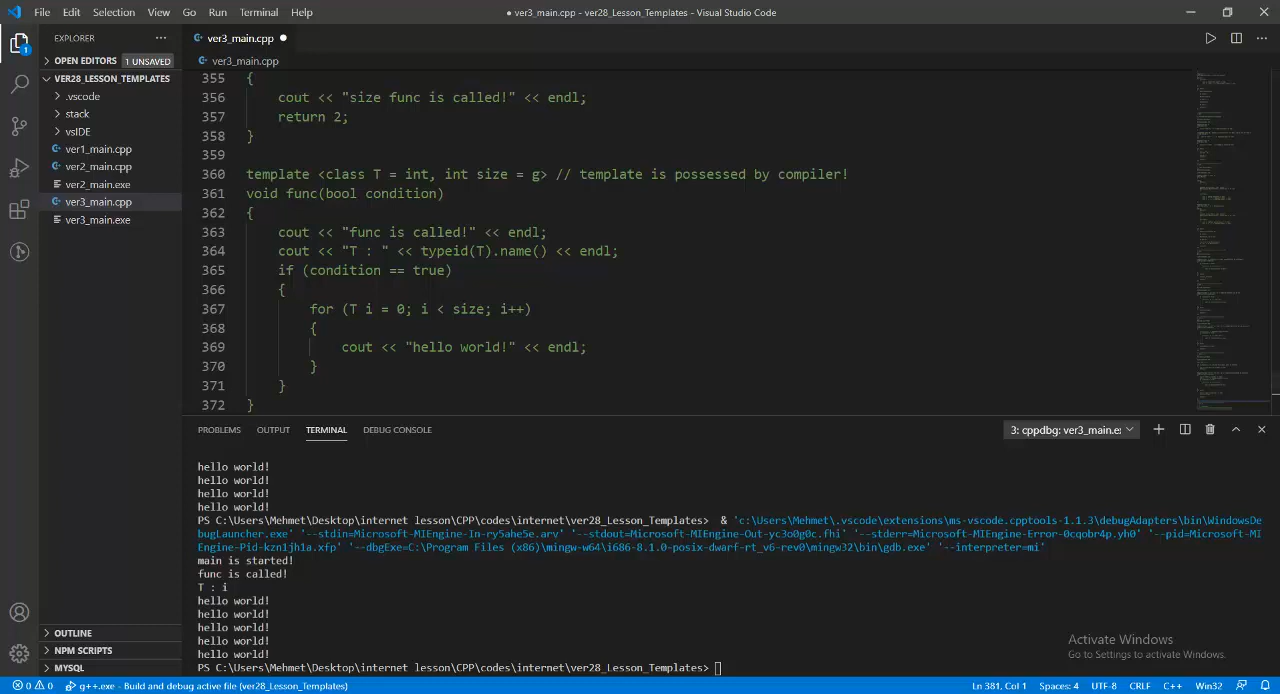 File Edit Selection View Go Run Terminal Help
● ver3_main.cpp - ver28_Lesson_Templates - Visual Studio Code
EXPLORER
ver3_main.cpp
OPEN EDITORS 1 UNSAVED
ver3_main.cpp
VER28_LESSON_TEMPLATES
.vscode
stack
vsIDE
ver1_main.cpp
ver2_main.cpp
ver2_main.exe
ver3_main.cpp
ver3_main.exe
355 {
356 cout << "size func is called!" << endl;
357 return 2;
358 }
359
360 template <class T = int, int size = g> // template is possessed by compiler!
361 void func(bool condition)
362 {
363 cout << "func is called!" << endl;
364 cout << "T : " << typeid(T).name() << endl;
365 if (condition == true)
366 {
367 for (T i = 0; i < size; i++)
368 {
369 cout << "hello world!" << endl;
370 }
371 }
372 }
PROBLEMS OUTPUT TERMINAL DEBUG CONSOLE
3: cppdbg: ver3_main.e:
hello world!
hello world!
hello world!
hello world!
PS C:\Users\Mehmet\Desktop\internet lesson\CPP\codes\internet\ver28_Lesson_Templates> & 'c:\Users\Mehmet\.vscode\extensions\ms-vscode.cpptools-1.1.3\debugAdapters\bin\WindowsDe
bugLauncher.exe' '--stdin=Microsoft-MIEngine-In-ry5ahe5e.arv' '--stdout=Microsoft-MIEngine-Out-yc3o0g0c.fhi' '--stderr=Microsoft-MIEngine-Error-0cqobr4p.yh0' '--pid=Microsoft-MI
Engine-Pid-kzn1jh1a.xfp' '--dbgExe=C:\Program Files (x86)\mingw-w64\i686-8.1.0-posix-dwarf-rt_v6-rev0\mingw32\bin\gdb.exe' '--interpreter=mi'
main is started!
func is called!
T : i
hello world!
hello world!
hello world!
hello world!
hello world!
PS C:\Users\Mehmet\Desktop\internet lesson\CPP\codes\internet\ver28_Lesson_Templates>
OUTLINE
NPM SCRIPTS
MYSQL
Activate Windows
Go to Settings to activate Windows.
0 0 g++.exe - Build and debug active file (ver28_Lesson_Templates)
Ln 381, Col 1 Spaces: 4 UTF-8 CRLF C++ Win32